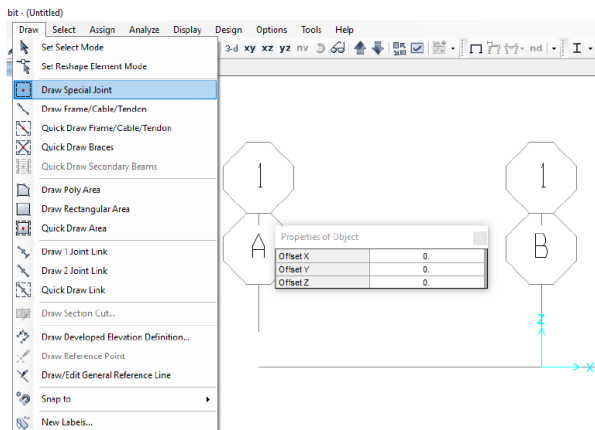 bit - (Untitled)
Draw Select Assign Analyze Display Design Options Tools Help
Set Select Mode
3-d xy xz yz nv nd
Set Reshape Element Mode
Draw Special Joint
Draw Frame/Cable/Tendon
Quick Draw Frame/Cable/Tendon
Quick Draw Braces
Quick Draw Secondary Beams
Draw Poly Area
Draw Rectangular Area
Quick Draw Area
Draw 1 Joint Link
Draw 2 Joint Link
Quick Draw Link
Draw Section Cut...
Draw Developed Elevation Definition...
Draw Reference Point
Draw/Edit General Reference Line
Snap to
New Labels...
1 1
A B
Properties of Object
Offset X 0.
Offset Y 0.
Offset Z 0.
Z
X